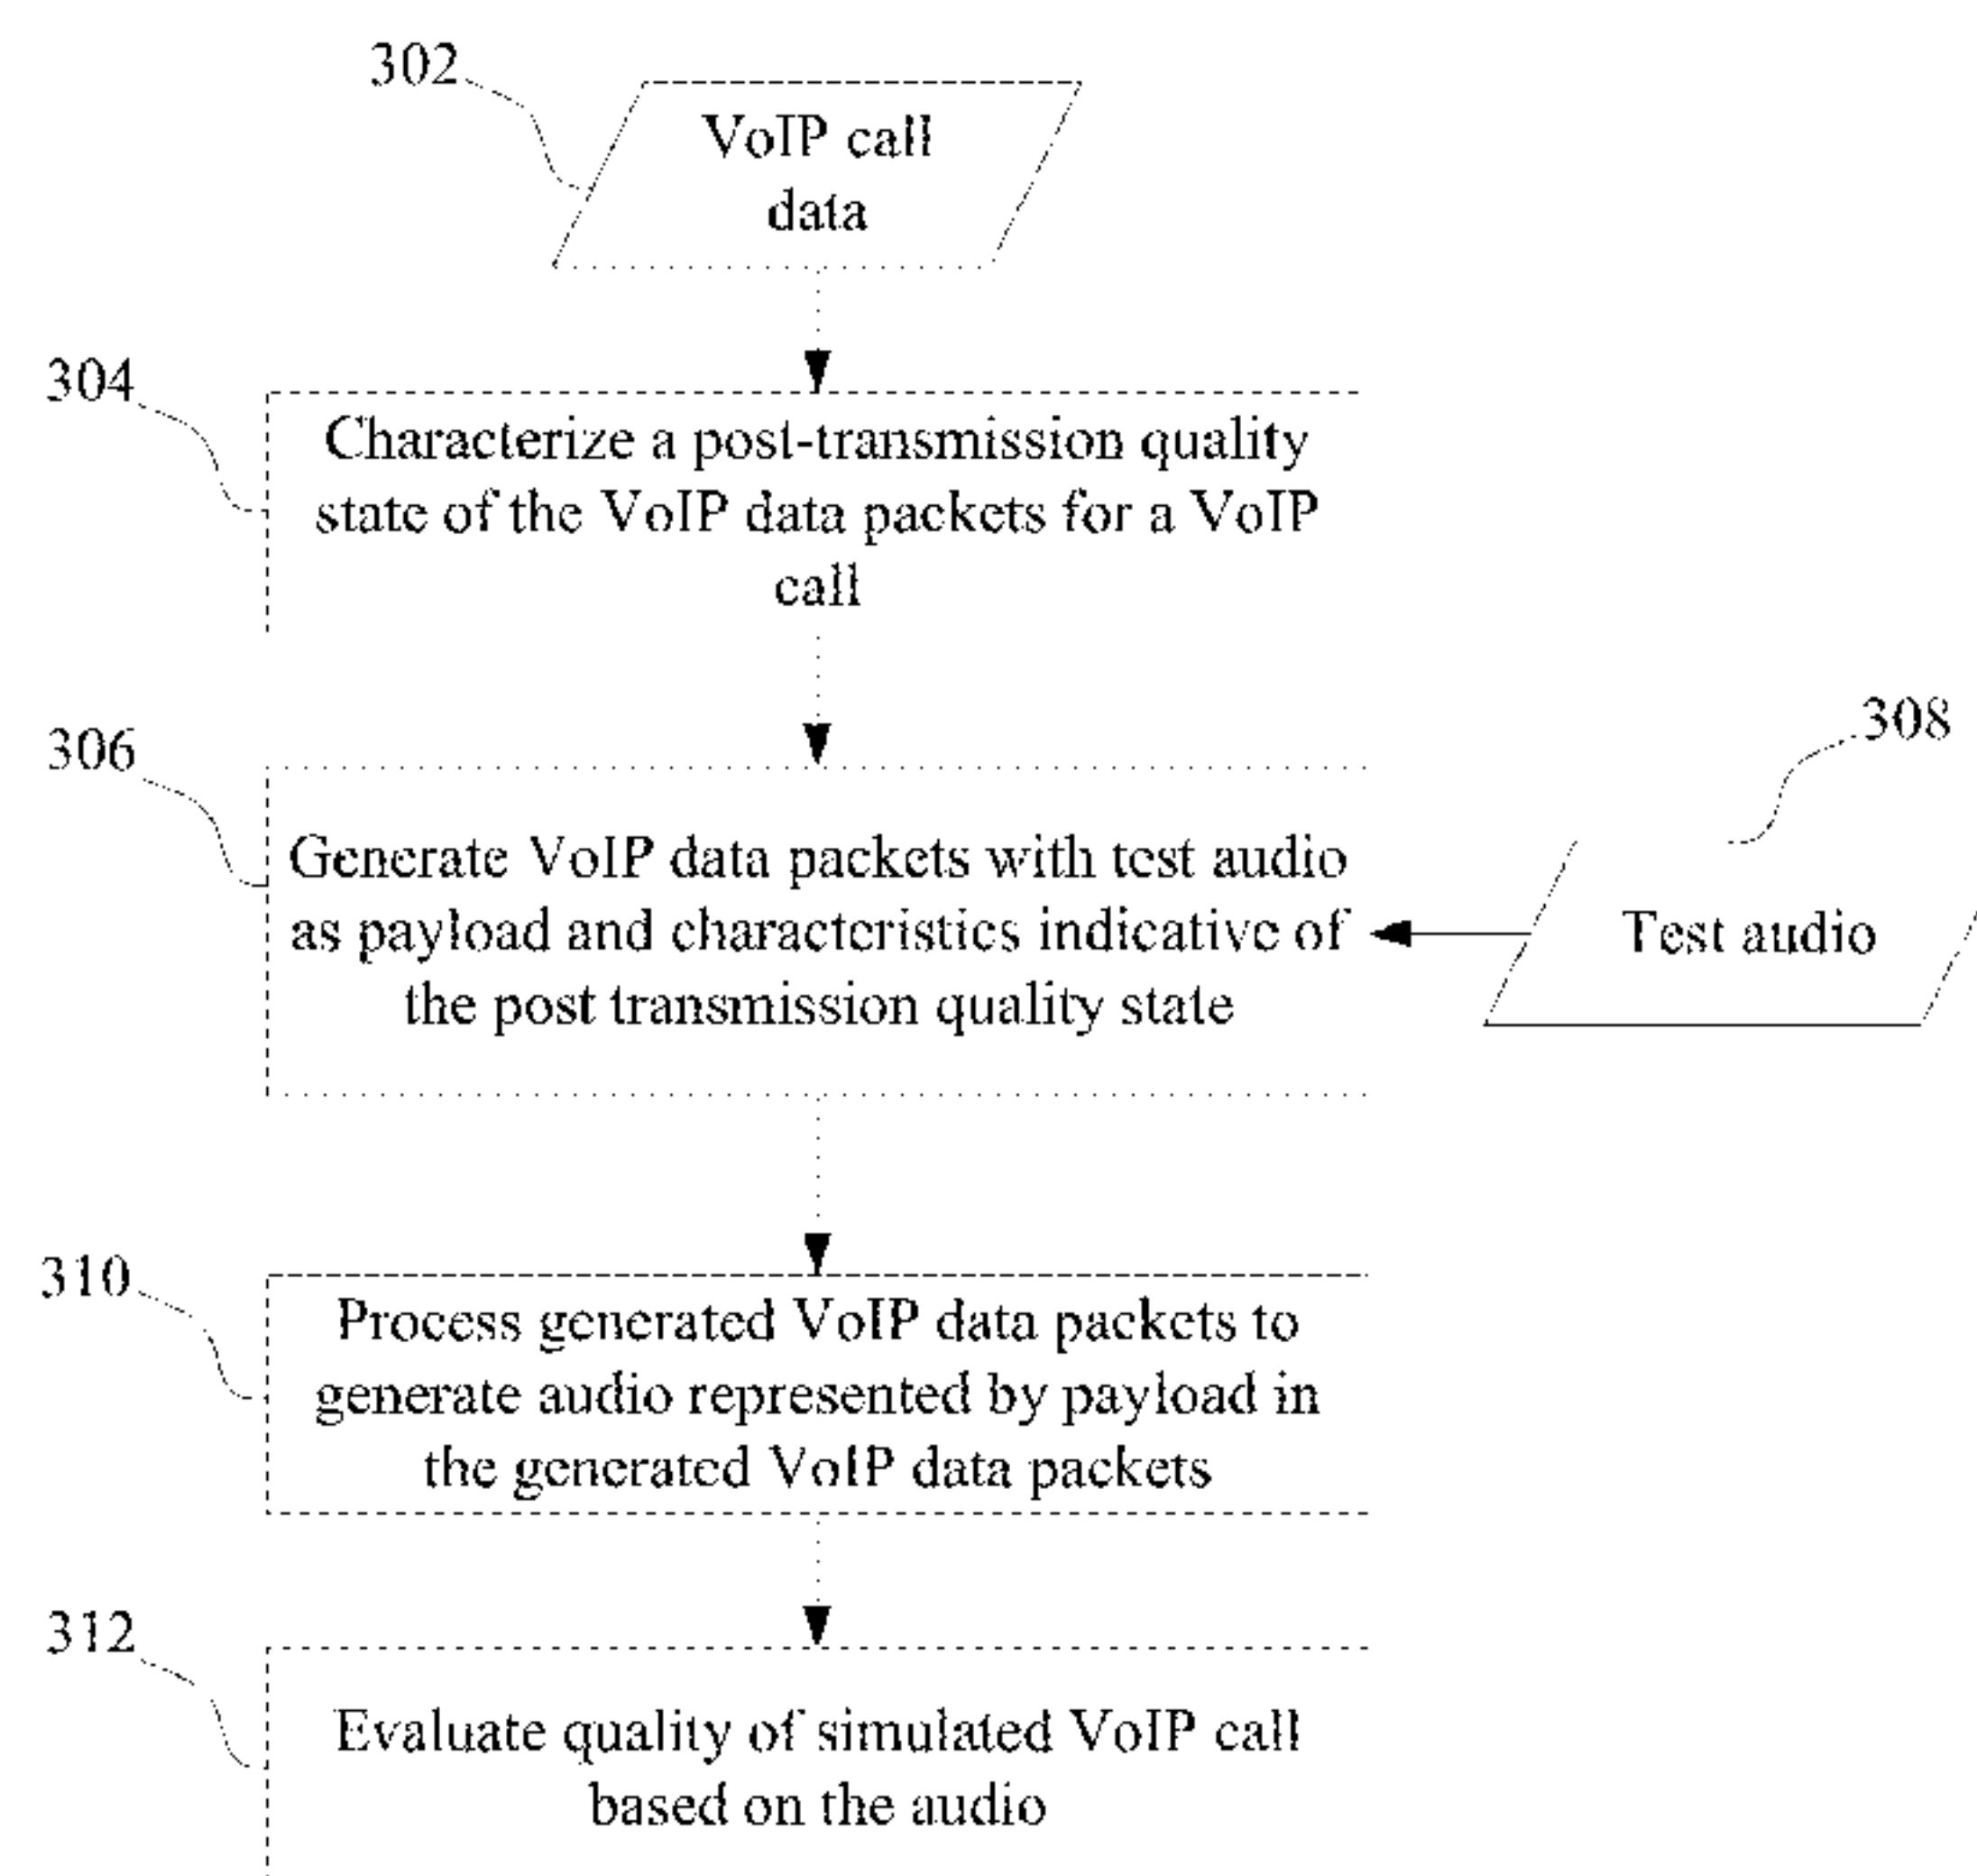 302
VoIP call
data
304
Characterize a post-transmission quality
state of the VoIP data packets for a VoIP
call
306
308
Generate VoIP data packets with test audio
as payload and characteristics indicative of
the post transmission quality state
Test audio
310
Process generated VoIP data packets to
generate audio represented by payload in
the generated VoIP data packets
312
Evaluate quality of simulated VoIP call
based on the audio